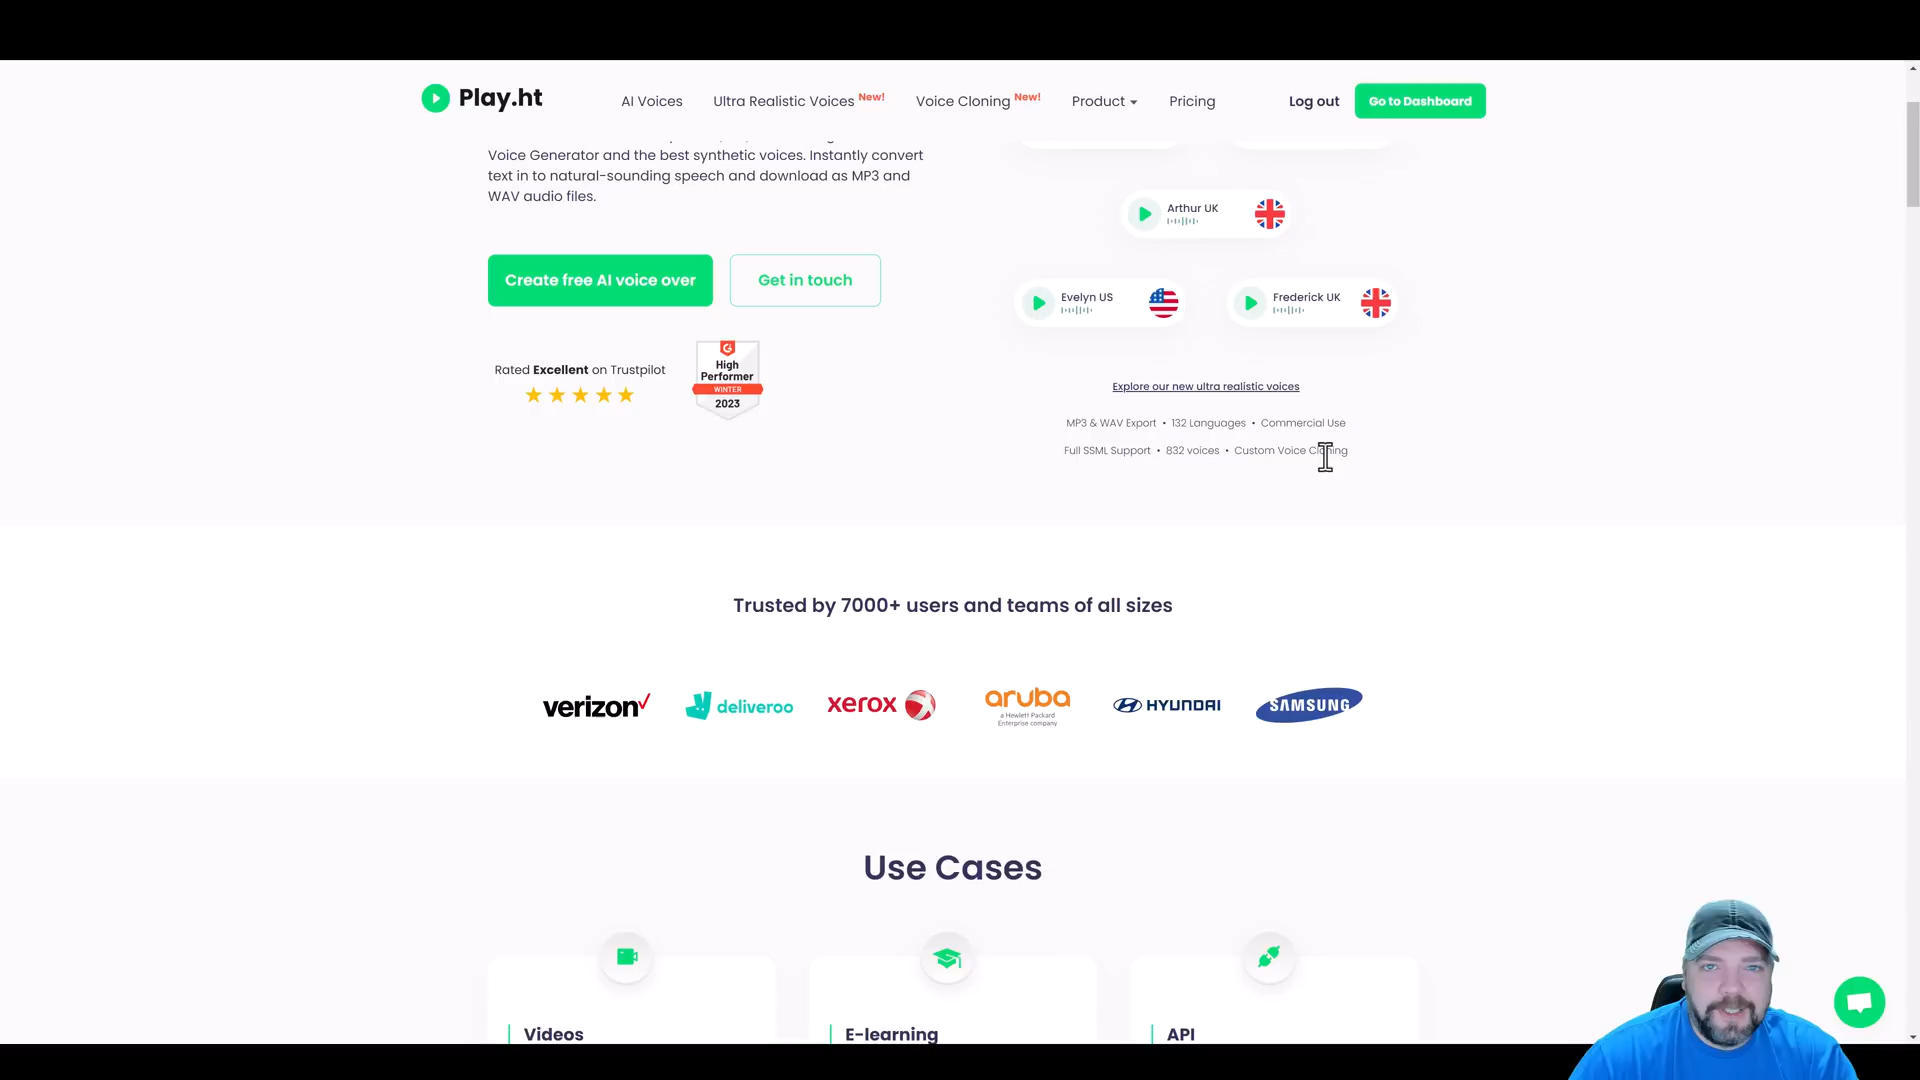 Play.ht
AI Voices
Ultra Realistic Voices New!
Voice Cloning New!
Product
Pricing
Log out
Go to Dashboard
Voice Generator and the best synthetic voices. Instantly convert
text in to natural-sounding speech and download as MP3 and
WAV audio files.
Create free AI voice over
Get in touch
Rated Excellent on Trustpilot
High
Performer
WINTER
2023
Arthur UK
Evelyn US
Frederick UK
Explore our new ultra realistic voices
MP3 & WAV Export • 132 Languages • Commercial Use
Full SSML Support • 832 voices • Custom Voice Cloning
Trusted by 7000+ users and teams of all sizes
verizon
deliveroo
xerox
aruba
a Hewlett Packard
Enterprise company
HYUNDAI
SAMSUNG
Use Cases
Videos
E-learning
API